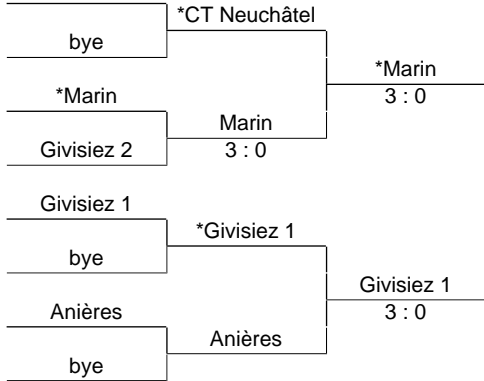 *CT Neuchâtel
bye
*Marin
3 : 0
*Marin
Marin
3 : 0
Givisiez 2
Givisiez 1
*Givisiez 1
bye
Givisiez 1
3 : 0
Anières
Anières
bye